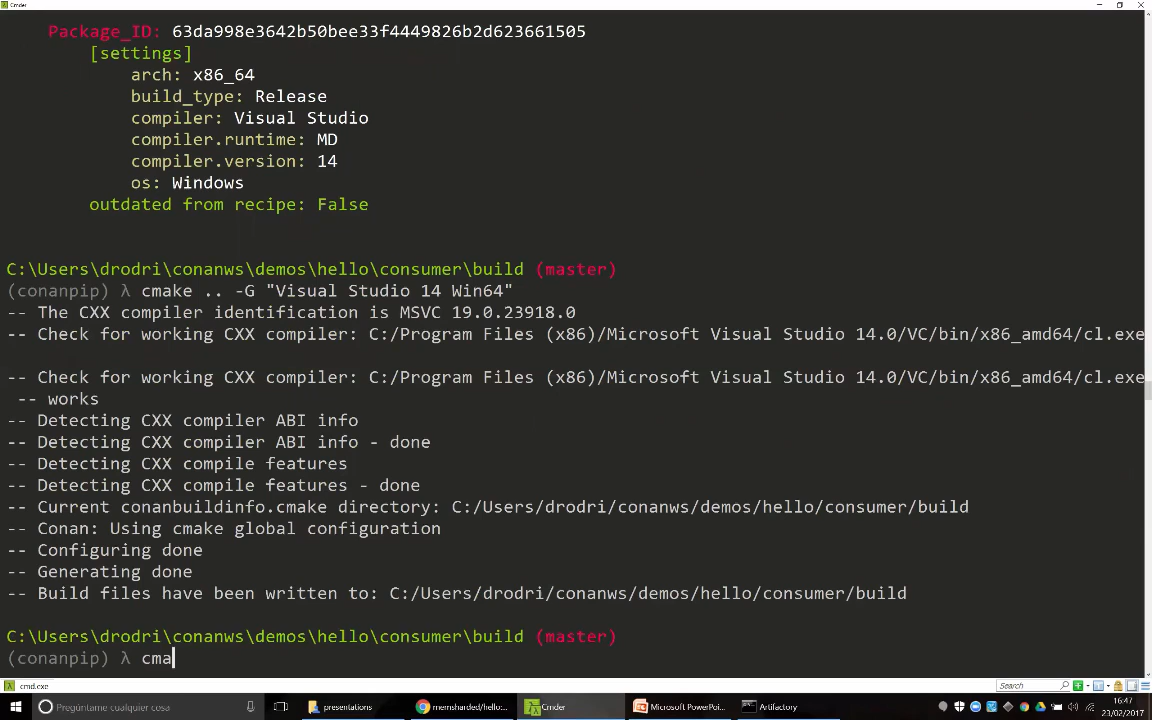 Cmder
Package_ID: 63da998e3642b50bee33f4449826b2d623661505
[settings]
arch: x86_64
build_type: Release
compiler: Visual Studio
compiler.runtime: MD
compiler.version: 14
os: Windows
outdated from recipe: False
C:\Users\drodri\conanws\demos\hello\consumer\build (master)
(conanpip) λ cmake .. -G "Visual Studio 14 Win64"
-- The CXX compiler identification is MSVC 19.0.23918.0
-- Check for working CXX compiler: C:/Program Files (x86)/Microsoft Visual Studio 14.0/VC/bin/x86_amd64/cl.exe
-- Check for working CXX compiler: C:/Program Files (x86)/Microsoft Visual Studio 14.0/VC/bin/x86_amd64/cl.exe
-- works
-- Detecting CXX compiler ABI info
-- Detecting CXX compiler ABI info - done
-- Detecting CXX compile features
-- Detecting CXX compile features - done
-- Current conanbuildinfo.cmake directory: C:/Users/drodri/conanws/demos/hello/consumer/build
-- Conan: Using cmake global configuration
-- Configuring done
-- Generating done
-- Build files have been written to: C:/Users/drodri/conanws/demos/hello/consumer/build
C:\Users\drodri\conanws\demos\hello\consumer\build (master)
(conanpip) λ cma
cmd.exe
Search
Pregúntame cualquier cosa
presentations
memsharded/hello:...
Cmder
Microsoft PowerPoi...
Artifactory
16:47
23/02/2017